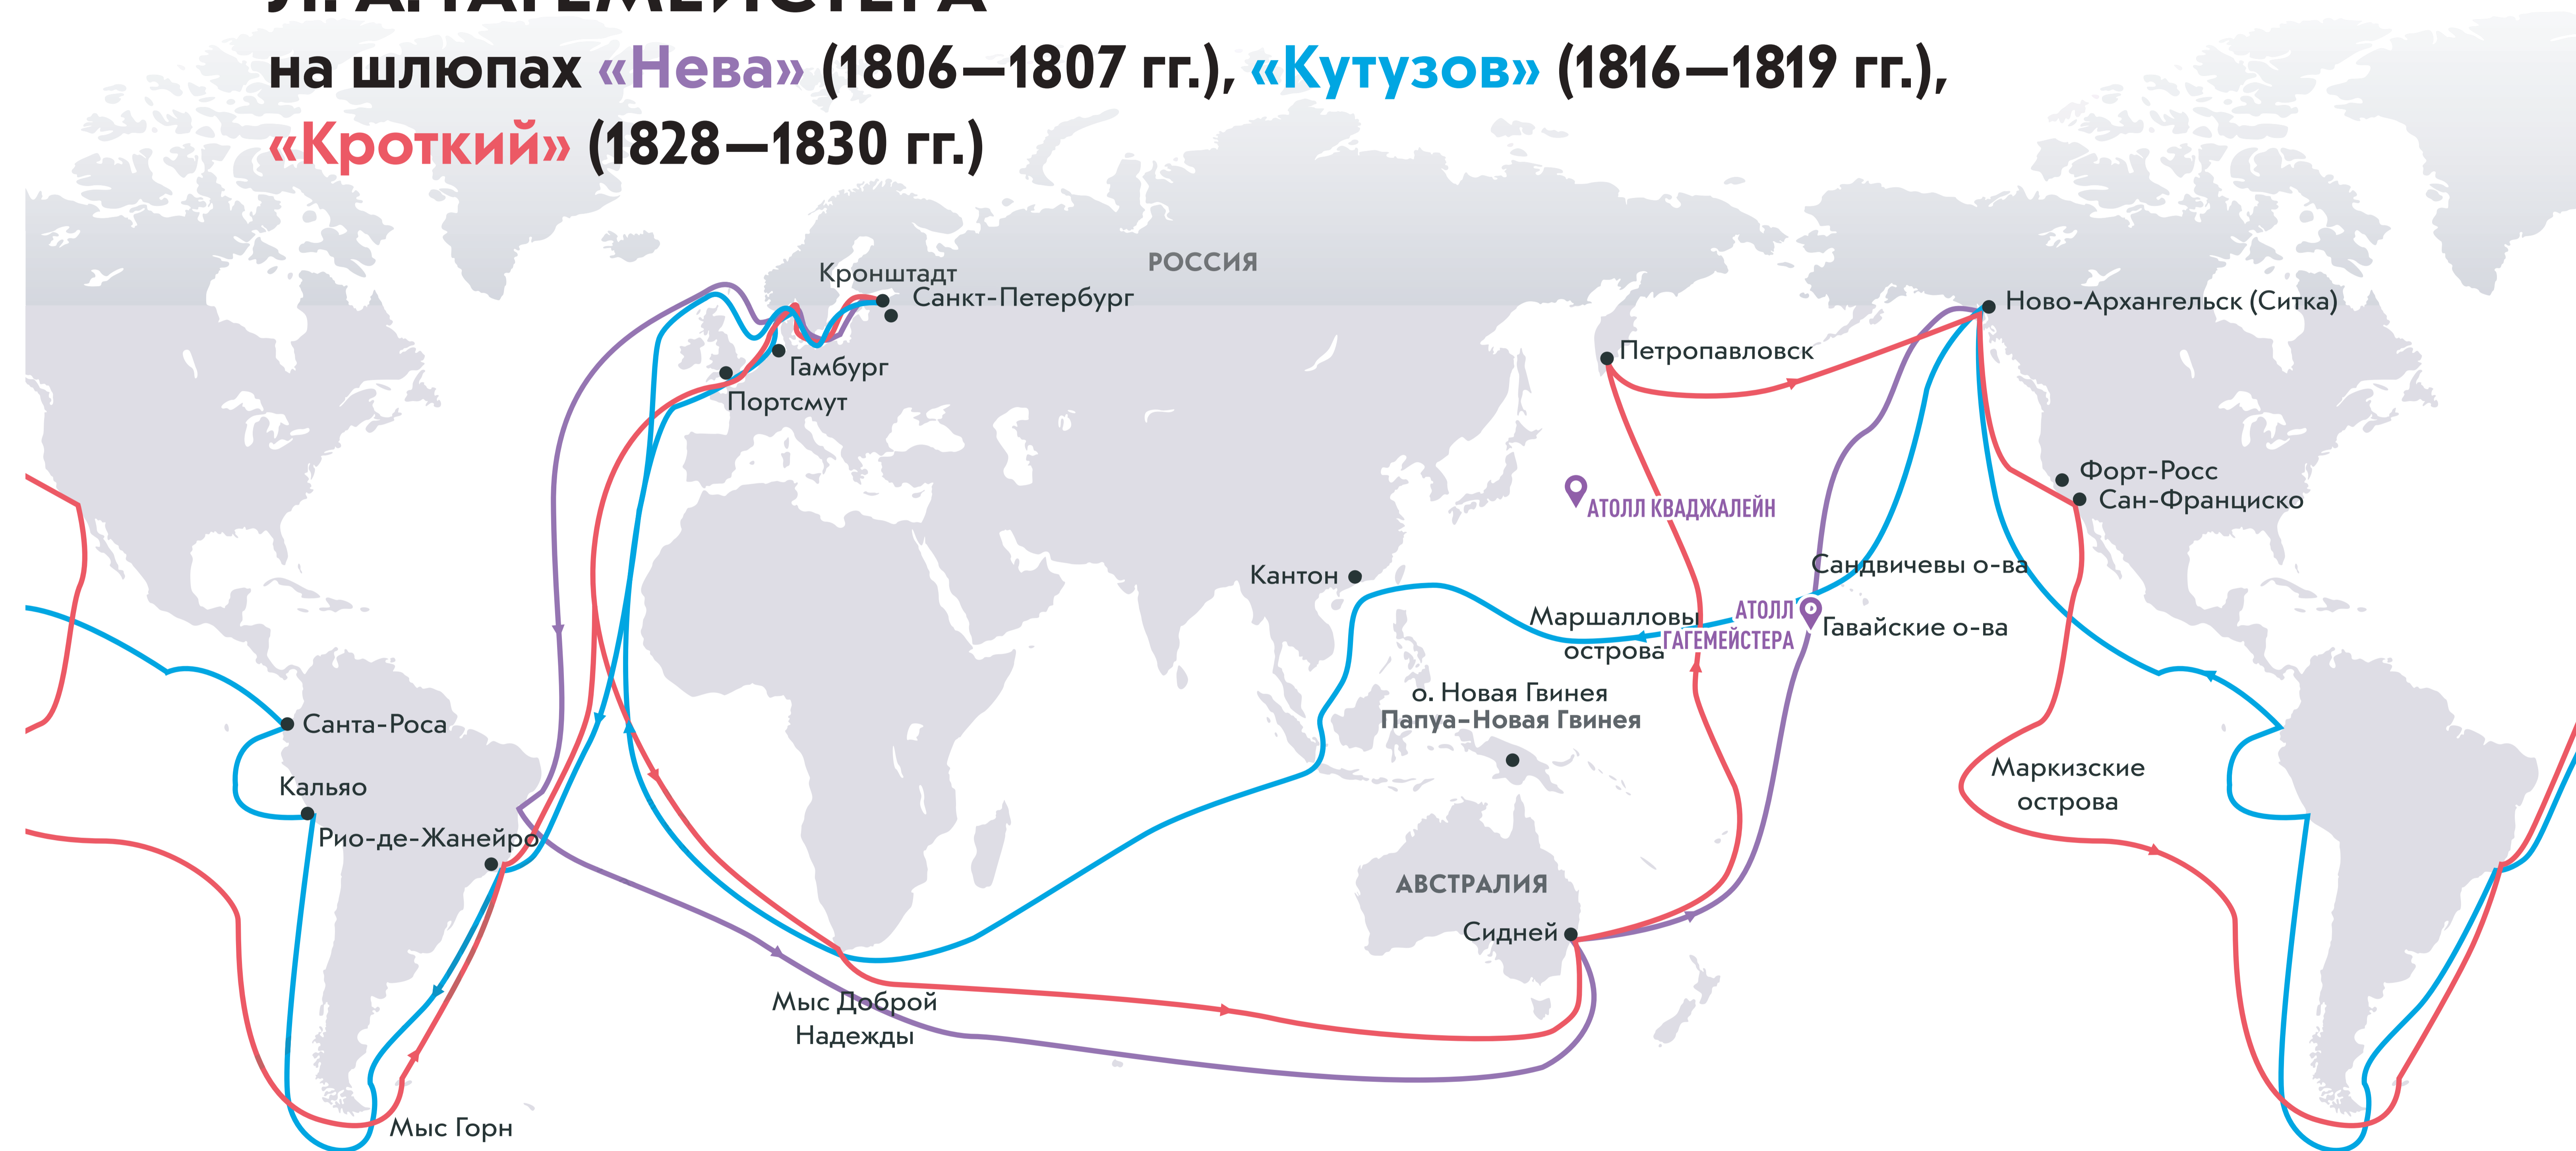 на шлюпах «Нева» (1806—1807 гг.), «Кутузов» (1816—1819 гг.),
«Кроткий» (1828—1830 гг.)
РОССИЯ
Кронштадт
Санкт-Петербург
Ново-Архангельск (Ситка)
Петропавловск
Гамбург
Портсмут
Форт-Росс
Сан-Франциско
АТОЛЛ КВАДЖАЛЕЙН
Кантон
Сандвичевы о-ва
Маршалловы
острова
АТОЛЛ
ГАГЕМЕЙСТЕРА
Гавайские о-ва
о. Новая Гвинея
Папуа-Новая Гвинея
Санта-Роса
Кальяо
Рио-де-Жанейро
Маркизские
острова
АВСТРАЛИЯ
Сидней
Мыс Доброй
Надежды
Мыс Горн